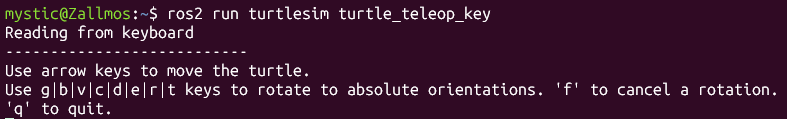 mystic@Zallmos:~$ ros2 run turtlesim turtle_teleop_key
Reading from keyboard
---------------------------
Use arrow keys to move the turtle.
Use g|b|v|c|d|e|r|t keys to rotate to absolute orientations. 'f' to cancel a rotation.
'q' to quit.